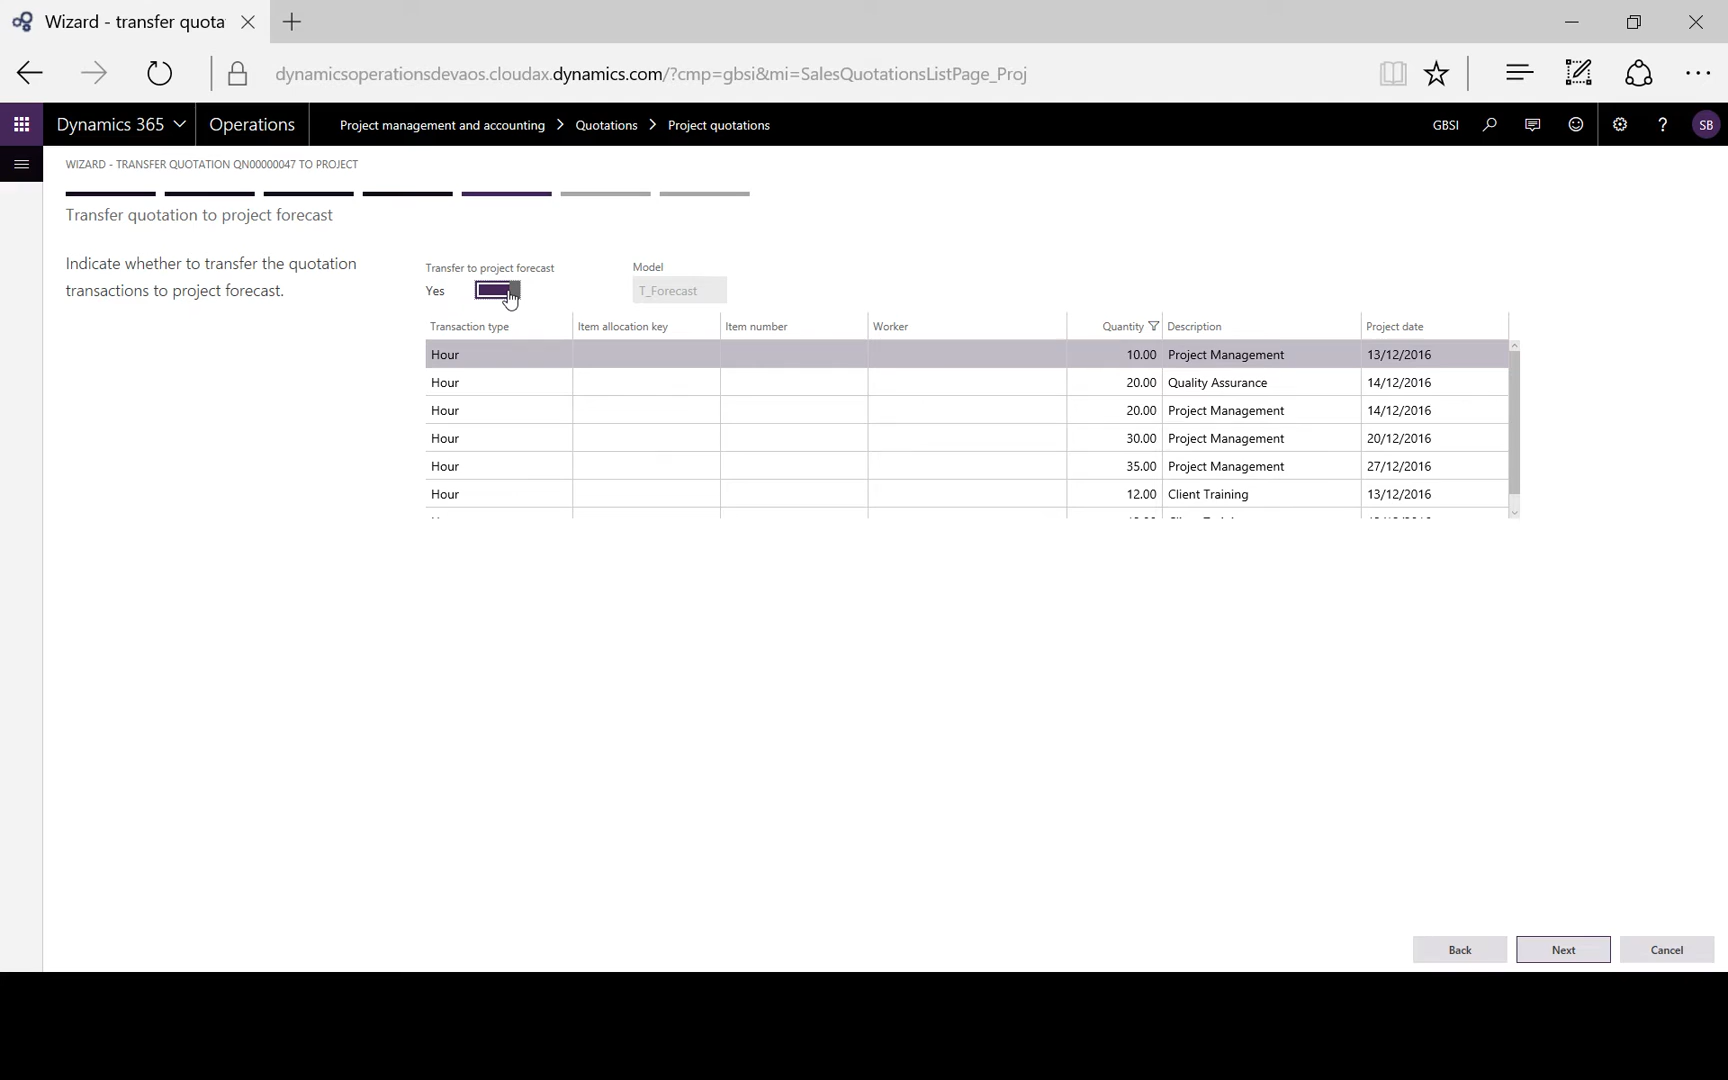 Wizard - transfer quota
dynamicsoperationsdevaos.cloudax.dynamics.com/?cmp=gbsi&mi=SalesQuotationsListPage_Proj
Dynamics 365 Operations Project management and accounting > Quotations > Project quotations GBSI ? SB
WIZARD - TRANSFER QUOTATION QN00000047 TO PROJECT
Transfer quotation to project forecast
Indicate whether to transfer the quotation
transactions to project forecast.
Transfer to project forecast Model
Yes T_Forecast
Transaction type Item allocation key Item number Worker Quantity Description Project date
Hour 10.00 Project Management 13/12/2016
Hour 20.00 Quality Assurance 14/12/2016
Hour 20.00 Project Management 14/12/2016
Hour 30.00 Project Management 20/12/2016
Hour 35.00 Project Management 27/12/2016
Hour 12.00 Client Training 13/12/2016
Back Next Cancel